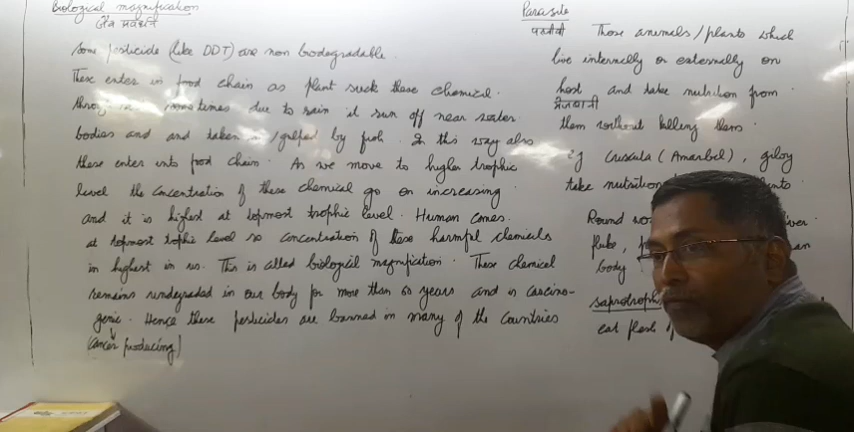 Biological magnification
जैव प्रवर्धन
Some pesticide (like DDT) are non biodegradable.
These enter in food chain as plant suck these chemical
sometimes due to rain it run off near water
bodies and and taken in/gulped by fish. In this way also
these enter into food chain. As we move to higher trophic
level the concentration of these chemical go on increasing
and it is highest at topmost trophic level. Human comes
at topmost tophic level so concentration of these harmful chemicals
in highest in us. This is called biological magnification. These chemical
remains undegraded in our body for more than 60 years and is carcino-
genic. Hence these pesticides are banned in many of the Countries
(Cancer producing)
Parasite
परजीवी
Those animals/plants which
live internally or externally on
host and take nutrition from
मेजबानी
them without killing them.
eg Cuscuta (Amarbel), giloy
take nutrition
Round wo
fluke,
body
saprotroph
eat flesh